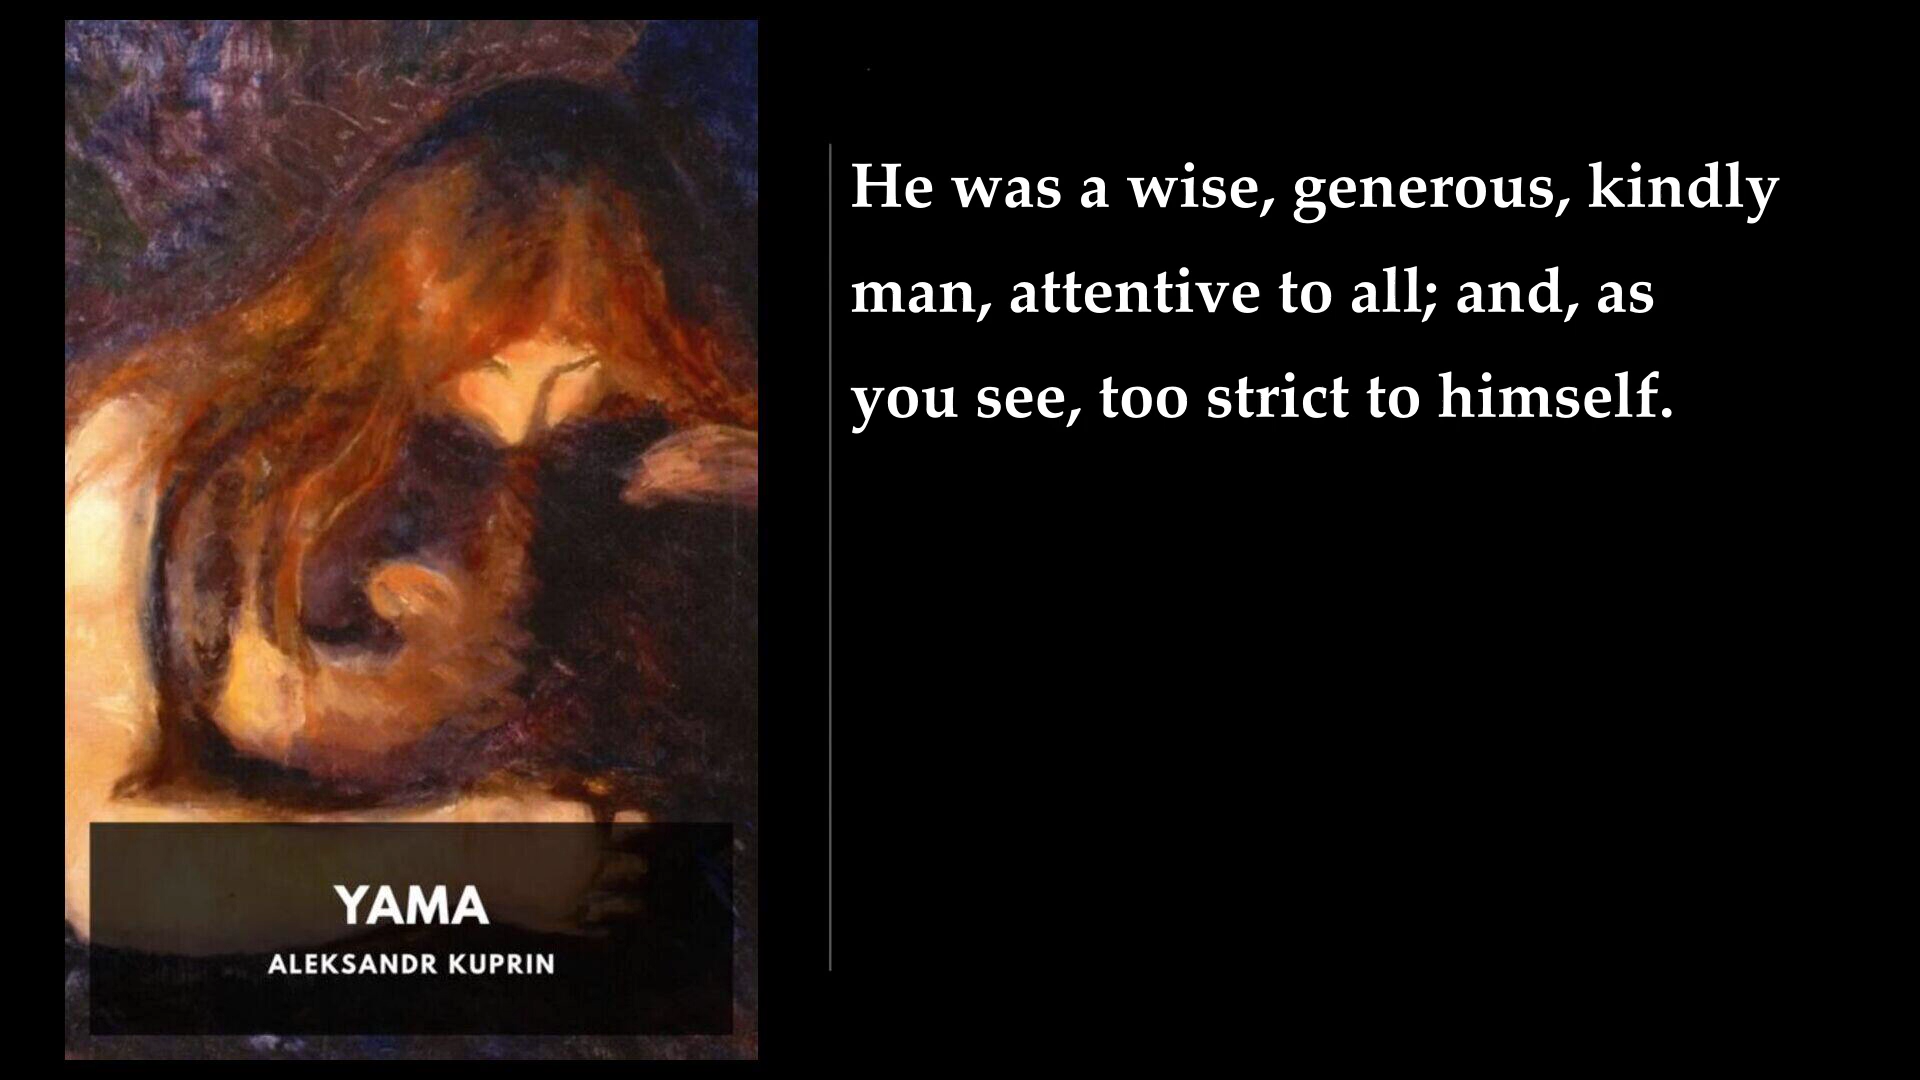 He was a wise, generous, kindly
man, attentive to all; and, as
you see, too strict to himself.
YAMA
ALEKSANDR KUPRIN